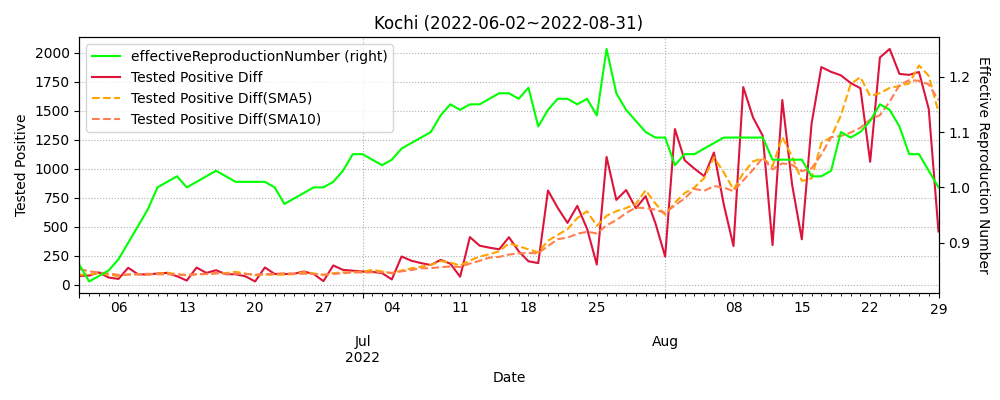 Kochi (2022-06-02~2022-08-31)
effectiveReproductionNumber (right)
Tested Positive Diff
Tested Positive Diff(SMA5)
Tested Positive Diff(SMA10)
Tested Positive
2000
1750
1500
1250
1000
750
500
250
0
Effective Reproduction Number
1.2
1.1
1.0
0.9
06 13 20 27 04 11 18 25 08 15 22 29
Jul Aug
2022
Date